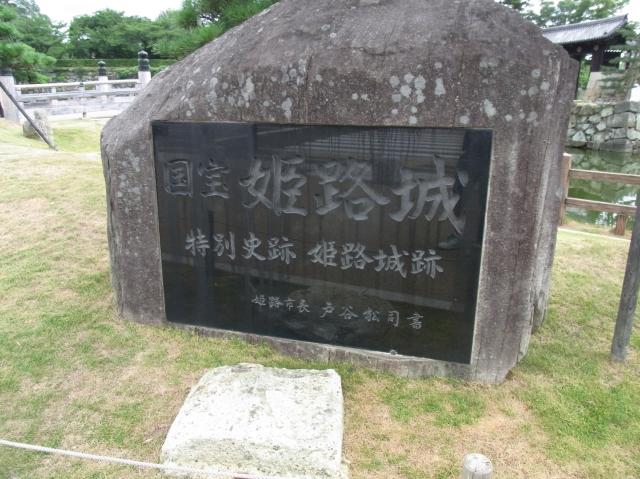 国宝 姫路城
特別史跡 姫路城跡
姫路市長 戸谷松司書